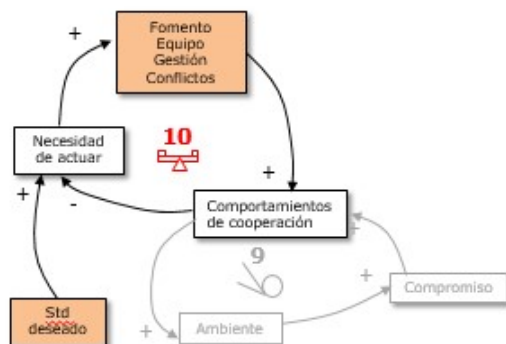 +
Fomento
Equipo
Gestión
Conflictos
Necesidad
de actuar
10
+
+
-
Comportamientos
de cooperación
-
9
+
Compromiso
Std
deseado
+
Ambiente